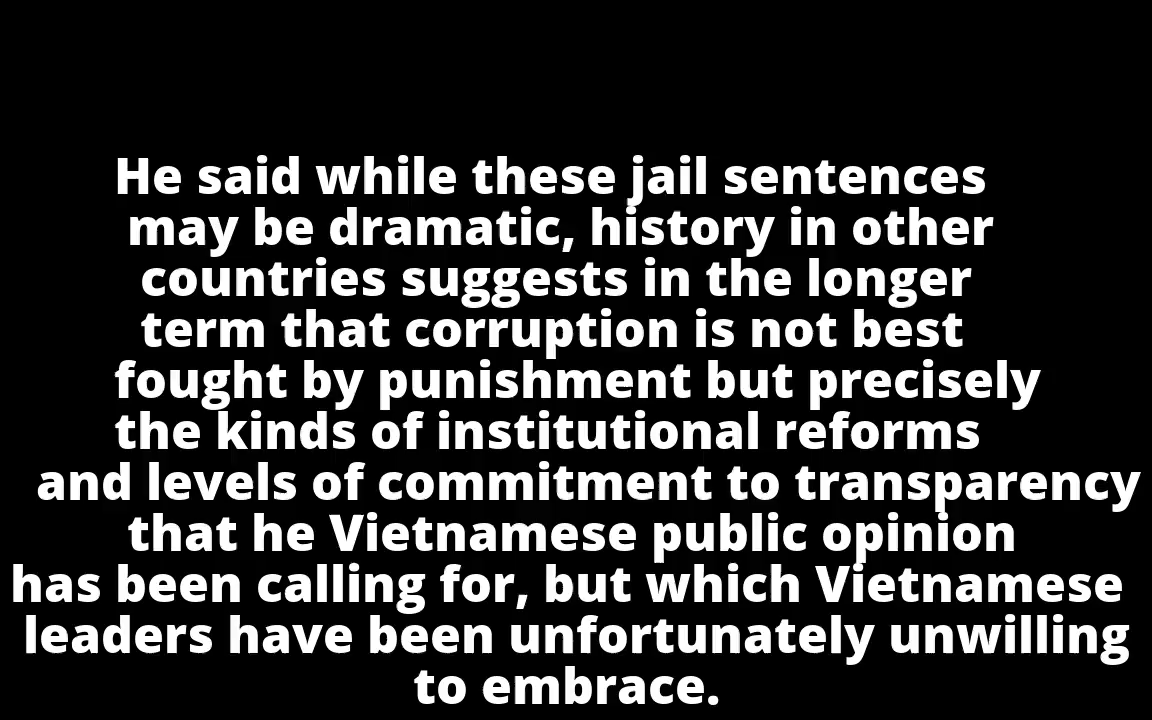 He said while these jail sentences
may be dramatic, history in other
countries suggests in the longer
term that corruption is not best
fought by punishment but precisely
the kinds of institutional reforms
and levels of commitment to transparency
that he Vietnamese public opinion
has been calling for, but which Vietnamese
leaders have been unfortunately unwilling
to embrace.